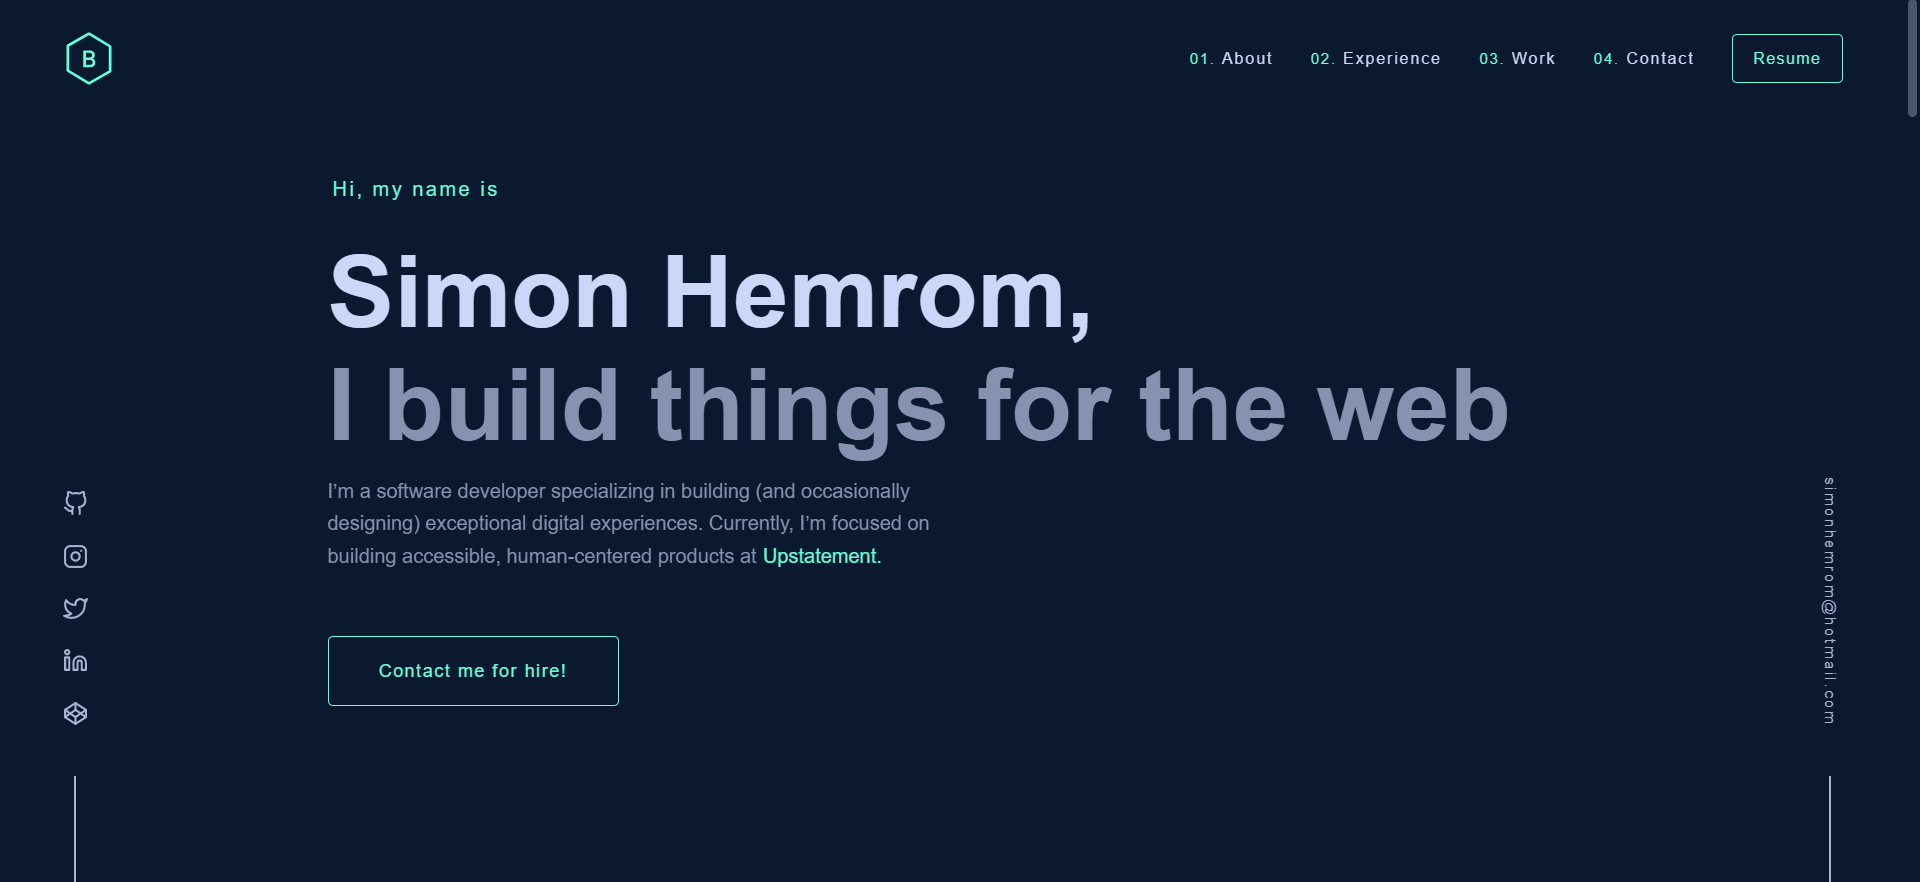 B
01. About 02. Experience 03. Work 04. Contact Resume
Hi, my name is
Simon Hemrom,
I build things for the web
I’m a software developer specializing in building (and occasionally
designing) exceptional digital experiences. Currently, I’m focused on
building accessible, human-centered products at Upstatement.
Contact me for hire!
simonhemrom@hotmail.com